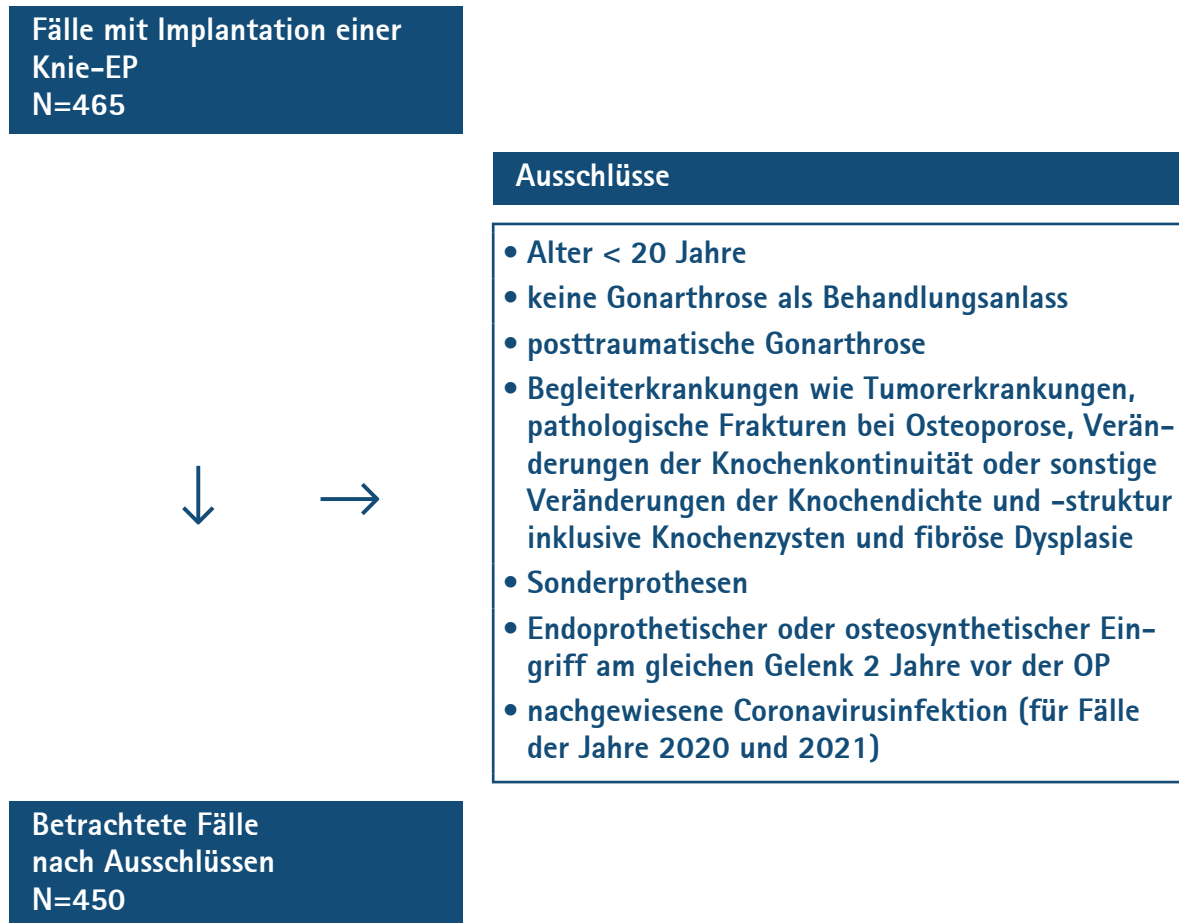 Fälle mit Implantation einer
Knie-EP
N=465
Ausschlüsse
• Alter < 20 Jahre
• keine Gonarthrose als Behandlungsanlass
• posttraumatische Gonarthrose
• Begleiterkrankungen wie Tumorerkrankungen,
pathologische Frakturen bei Osteoporose, Verän-
derungen der Knochenkontinuität oder sonstige
Veränderungen der Knochendichte und -struktur
inklusive Knochenzysten und fibröse Dysplasie
• Sonderprothesen
• Endoprothetischer oder osteosynthetischer Ein-
griff am gleichen Gelenk 2 Jahre vor der OP
• nachgewiesene Coronavirusinfektion (für Fälle
der Jahre 2020 und 2021)
Betrachtete Fälle
nach Ausschlüssen
N=450